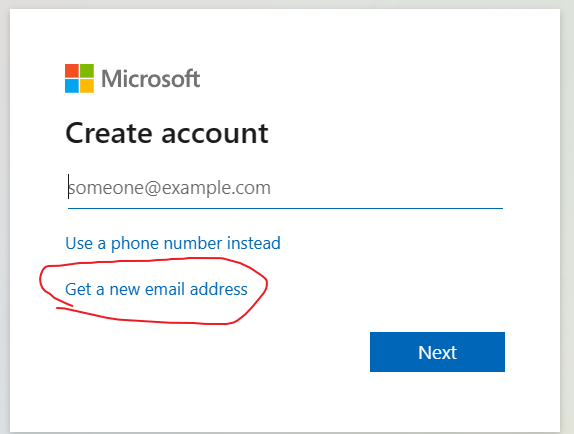 Microsoft
Create account
someone@example.com
Use a phone number instead
Get a new email address
Next